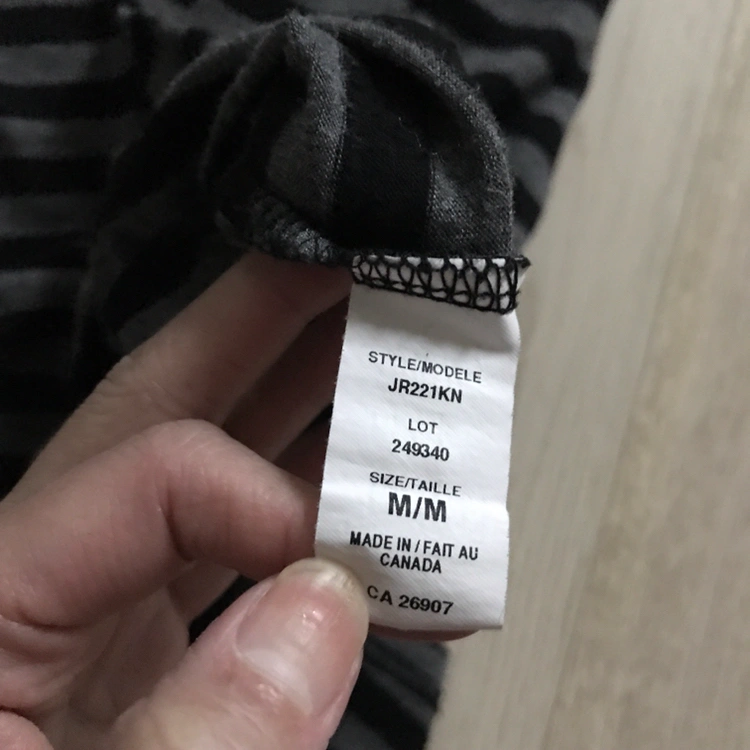 STYLE/MODELE
JR221KN
LOT
249340
SIZE/TAILLE
M/M
MADE IN / FAIT AU
CANADA
CA 26907